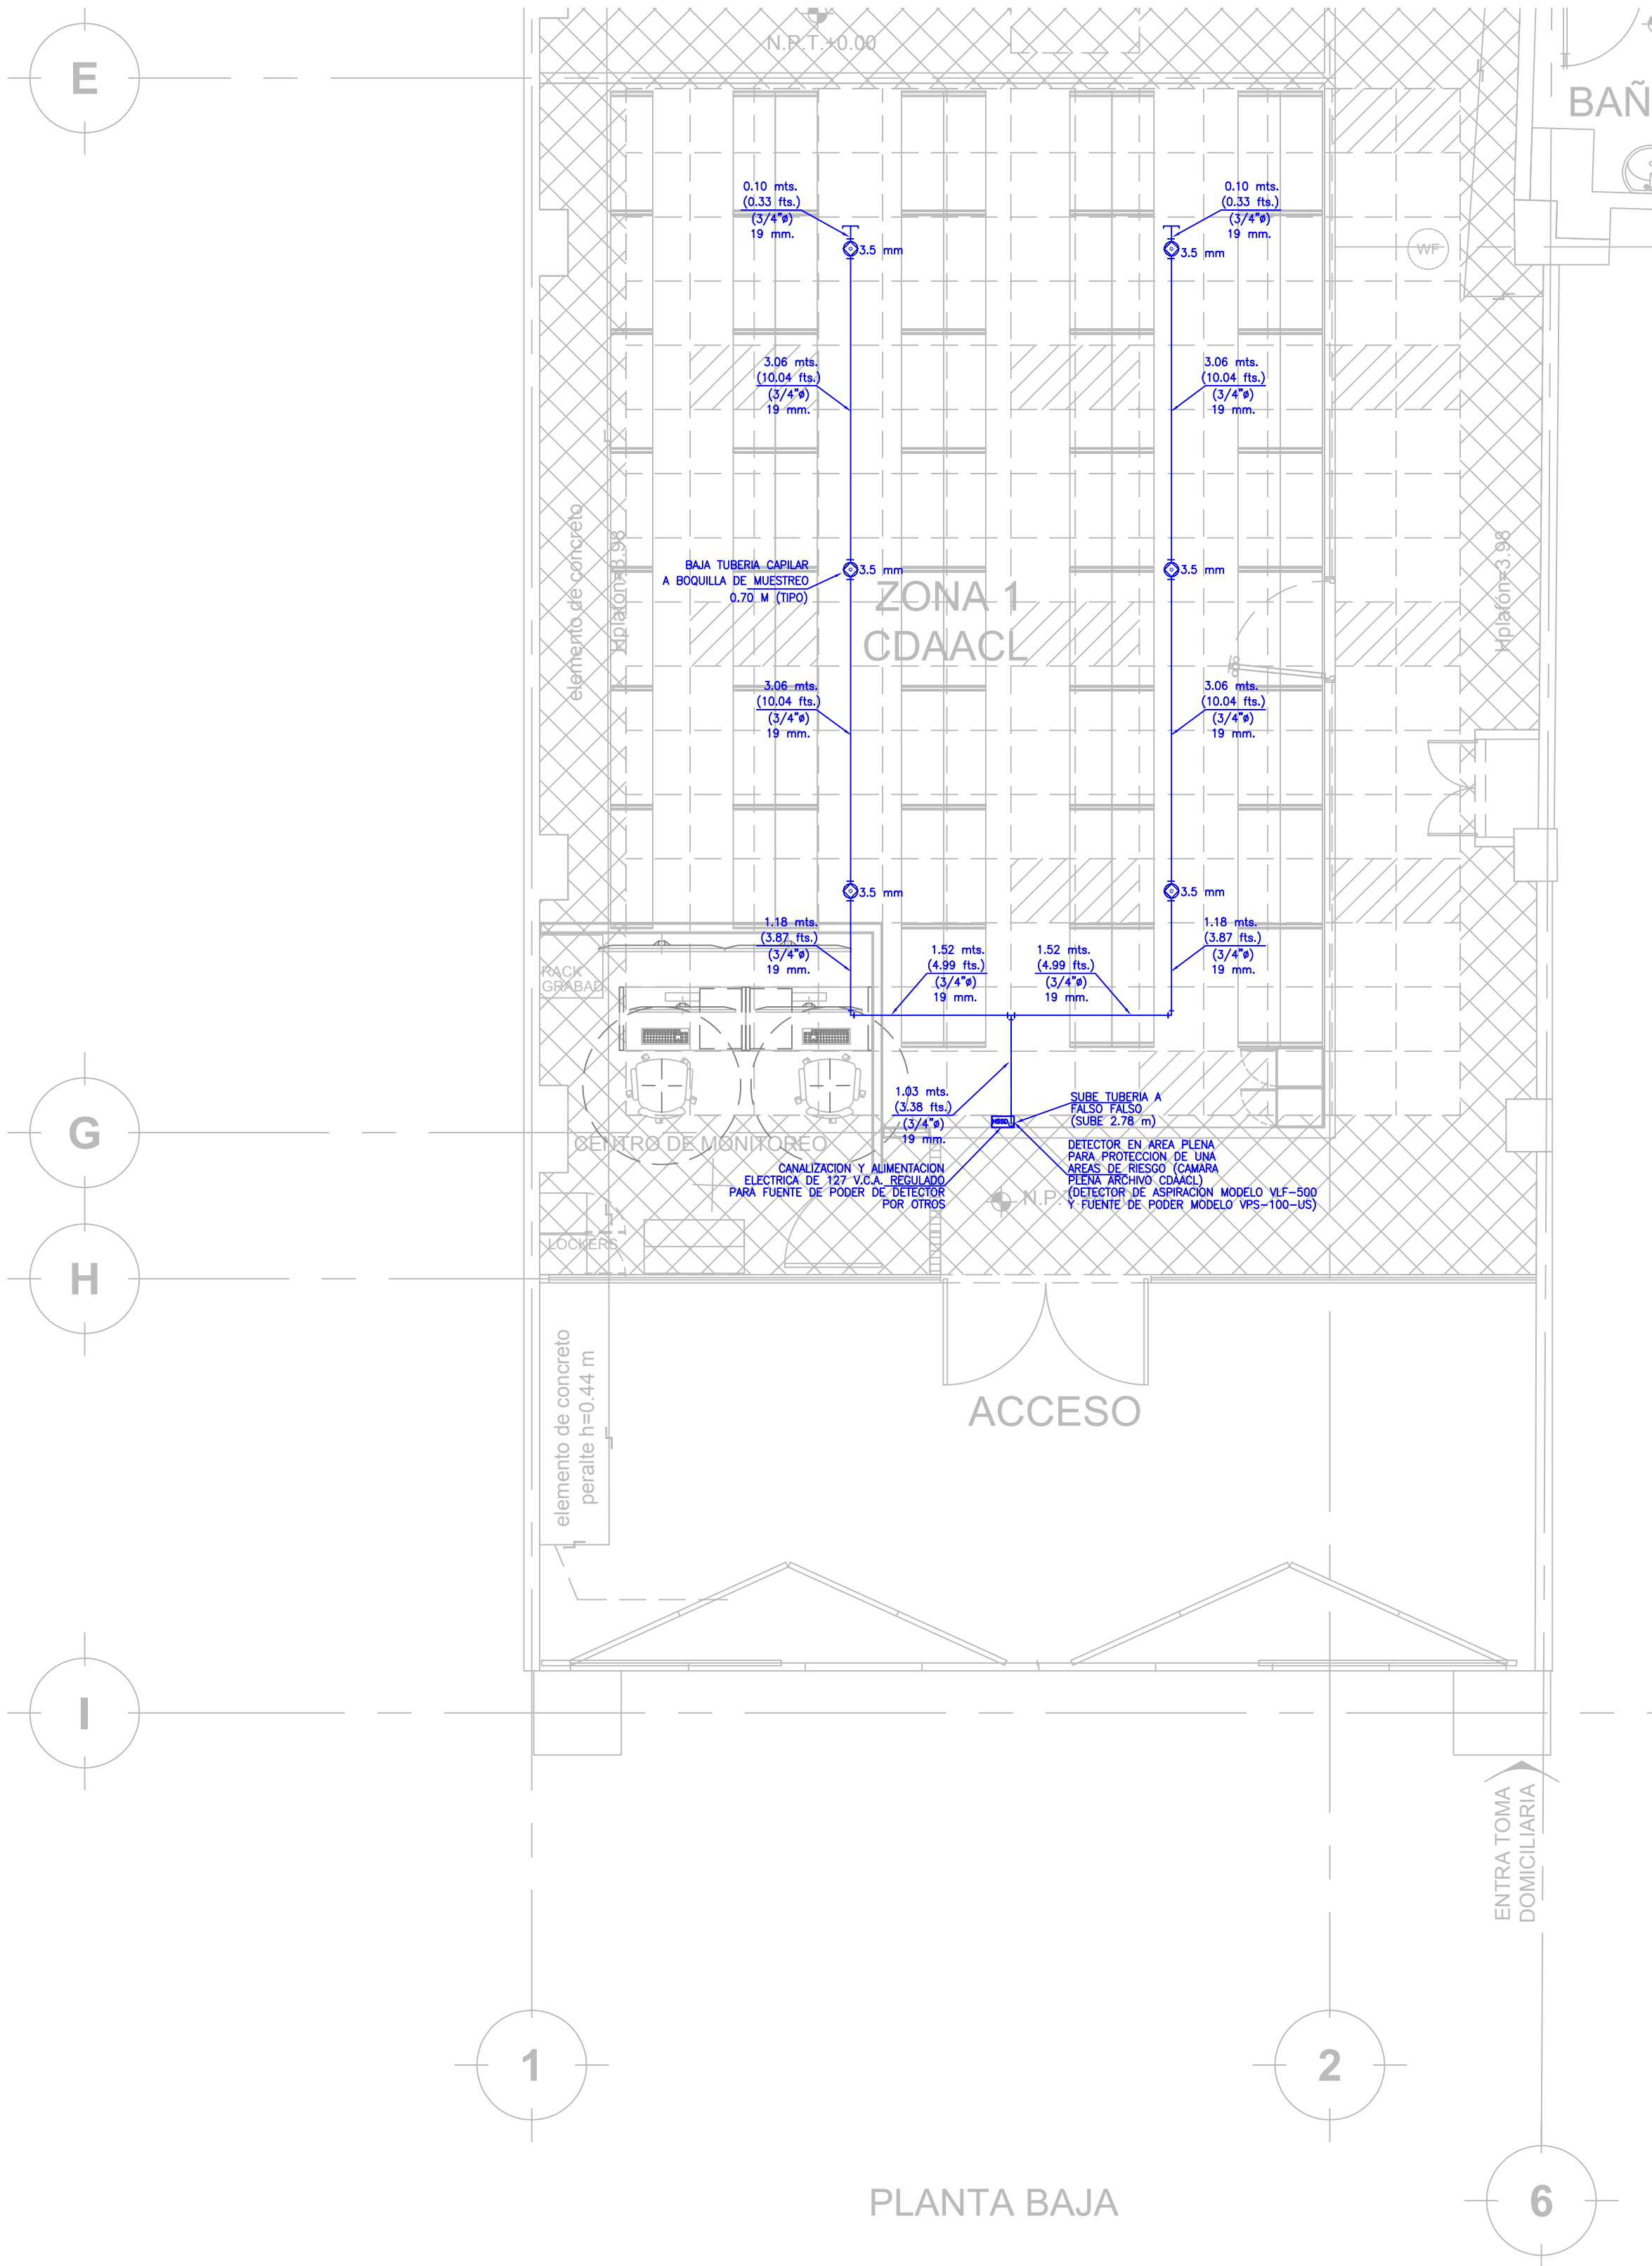 E
N.P.T.+0.00
BAÑ
0.10 mts.
(0.33 fts.)
(3/4"ø)
19 mm.
3.5 mm
0.10 mts.
(0.33 fts.)
(3/4"ø)
19 mm.
3.5 mm
WF
3.06 mts.
(10.04 fts.)
(3/4"ø)
19 mm.
3.06 mts.
(10.04 fts.)
(3/4"ø)
19 mm.
elemento de concreto
Hplafón=3.98
Hplafón=3.98
BAJA TUBERIA CAPILAR
A BOQUILLA DE MUESTREO
0.70 M (TIPO)
3.5 mm
3.5 mm
ZONA 1
CDAACL
3.06 mts.
(10.04 fts.)
(3/4"ø)
19 mm.
3.06 mts.
(10.04 fts.)
(3/4"ø)
19 mm.
3.5 mm
3.5 mm
1.18 mts.
(3.87 fts.)
(3/4"ø)
19 mm.
1.52 mts.
(4.99 fts.)
(3/4"ø)
19 mm.
1.52 mts.
(4.99 fts.)
(3/4"ø)
19 mm.
1.18 mts.
(3.87 fts.)
(3/4"ø)
19 mm.
RACK
GRABAD
1.03 mts.
(3.38 fts.)
(3/4"ø)
19 mm.
HSSD
SUBE TUBERIA A
FALSO FALSO
(SUBE 2.78 m)
G
CENTRO DE MONITOREO
CANALIZACION Y ALIMENTACION
ELECTRICA DE 127 V.C.A. REGULADO
PARA FUENTE DE PODER DE DETECTOR
POR OTROS
DETECTOR EN AREA PLENA
PARA PROTECCION DE UNA
AREAS DE RIESGO (CAMARA
PLENA ARCHIVO CDAACL)
(DETECTOR DE ASPIRACION MODELO VLF-500
Y FUENTE DE PODER MODELO VPS-100-US)
N.P.
LOCKERS
H
elemento de concreto
peralte h=0.44 m
ACCESO
I
ENTRA TOMA
DOMICILIARIA
1
2
6
PLANTA BAJA